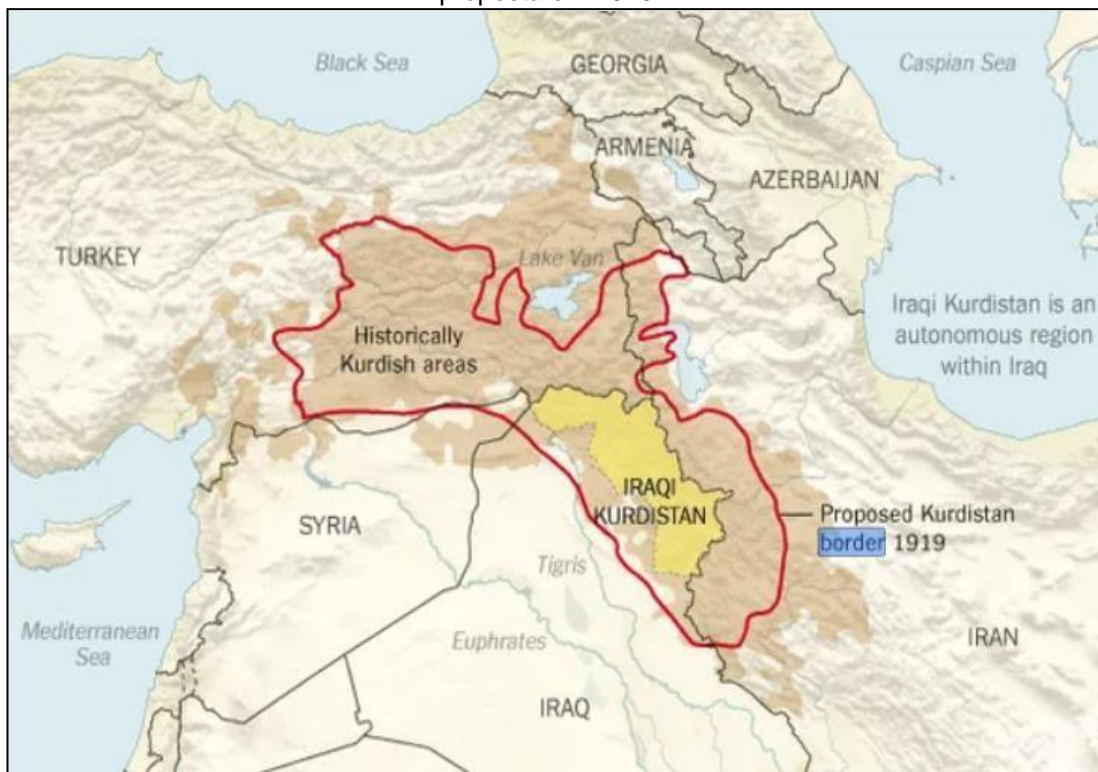 Black Sea
GEORGIA
Caspian Sea
ARMENIA
AZERBAIJAN
TURKEY
Lake Van
Iraqi Kurdistan is an
autonomous region
within Iraq
Historically
Kurdish areas
IRAQI
KURDISTAN
Proposed Kurdistan
border 1919
SYRIA
Tigris
Mediterranean
Sea
Euphrates
IRAN
IRAQ